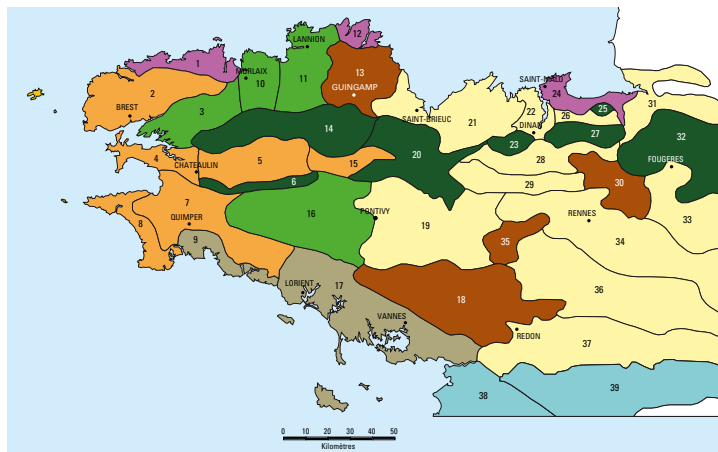 12
LANNION
1
MORLAIX
13
10
11
GUINGAMP
SAINT-MALO
2
24
BREST
3
25
31
22
26
SAINT-BRIEUC
21
14
DINAN
27
32
23
20
4
5
15
28
FOUGERES
CHATEAULIN
6
29
30
7
16
PONTIVY
8
QUIMPER
19
RENNES
33
9
35
34
LORIENT
17
18
36
VANNES
REDON
37
38
39
0 10 20 30 40 50
Kilomètres